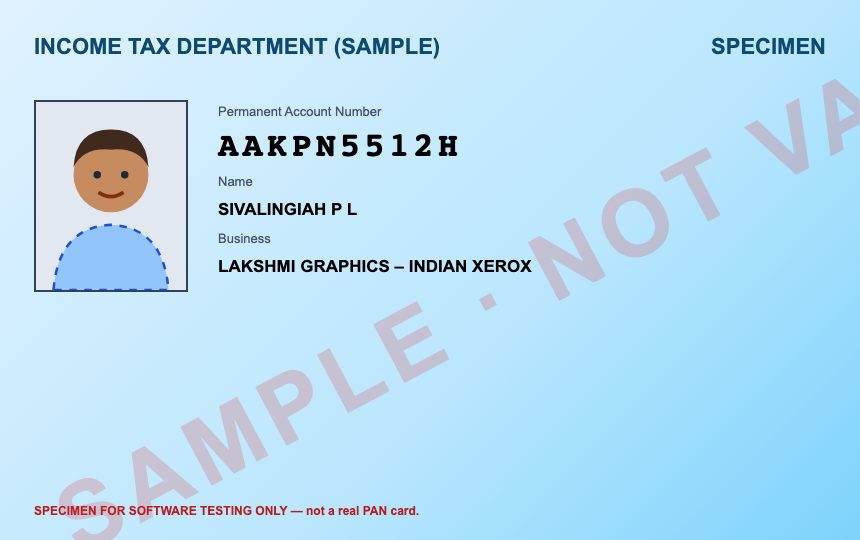 INCOME TAX DEPARTMENT (SAMPLE) SPECIMEN
Permanent Account Number
AAKPN5512H
Name
SIVALINGIAH P L
Business
LAKSHMI GRAPHICS – INDIAN XEROX
SAMPLE · NOT VA
SPECIMEN FOR SOFTWARE TESTING ONLY — not a real PAN card.